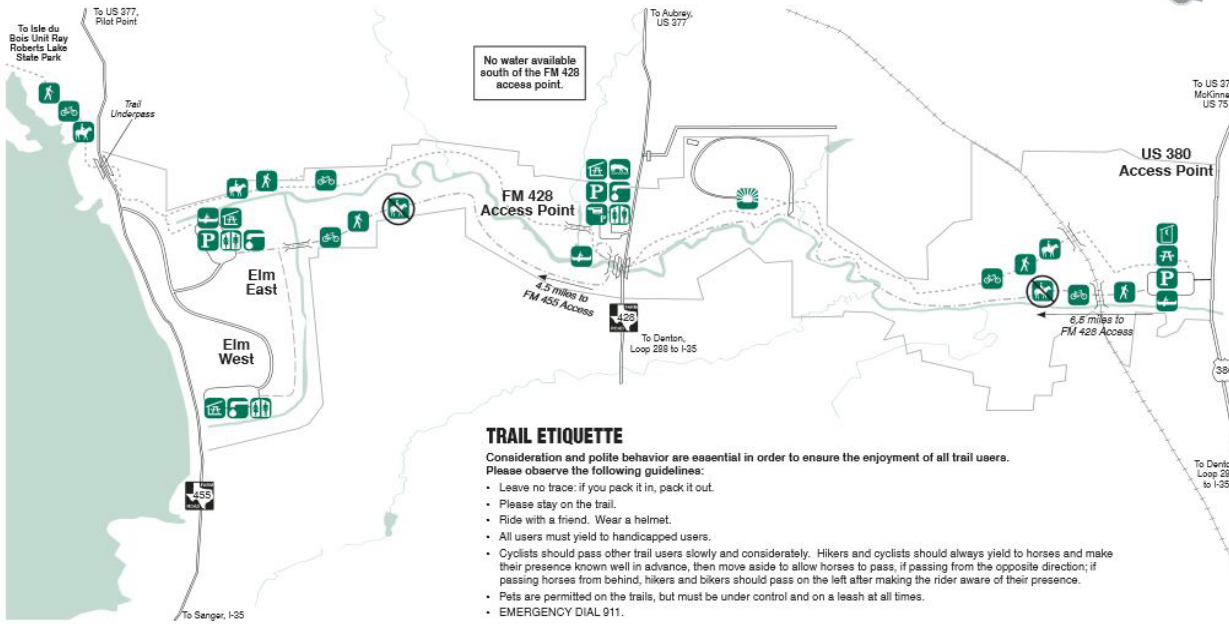 To US 377,
Pilot Point
To Isle du
Bois Unit Ray
Roberts Lake
State Park
Trail
Underpass
No water available
south of the FM 428
access point.
To Aubrey,
US 377
To US 37
McKinne
US 75
US 380
Access Point
FM 428
Access Point
P
P
P
Elm
East
4.5 miles to
FM 455 Access
428
To Denton,
Loop 288 to I-35
6.5 miles to
FM 428 Access
Elm
West
38
455
To Dento
Loop 28
to I-35
To Sanger, I-35
TRAIL ETIQUETTE
Consideration and polite behavior are essential in order to ensure the enjoyment of all trail users.
Please observe the following guidelines:
• Leave no trace: if you pack it in, pack it out.
• Please stay on the trail.
• Ride with a friend. Wear a helmet.
• All users must yield to handicapped users.
• Cyclists should pass other trail users slowly and considerately. Hikers and cyclists should always yield to horses and make
their presence known well in advance, then move aside to allow horses to pass, if passing from the opposite direction; if
passing horses from behind, hikers and bikers should pass on the left after making the rider aware of their presence.
• Pets are permitted on the trails, but must be under control and on a leash at all times.
• EMERGENCY DIAL 911.